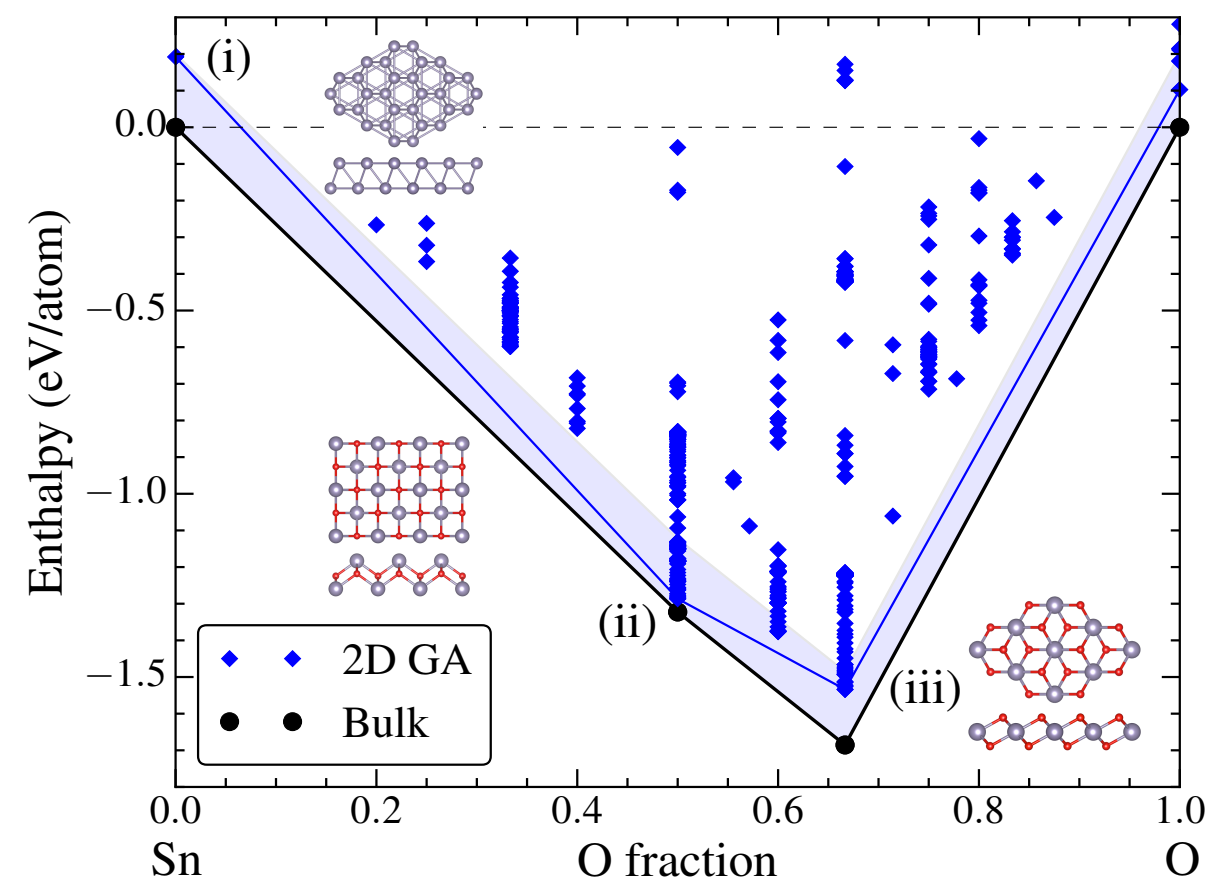 (i)
0.0
−0.5
−1.0
−1.5
Enthalpy (eV/atom)
(ii)
(iii)
2D GA
Bulk
0.0 0.2 0.4 0.6 0.8 1.0
Sn O fraction O